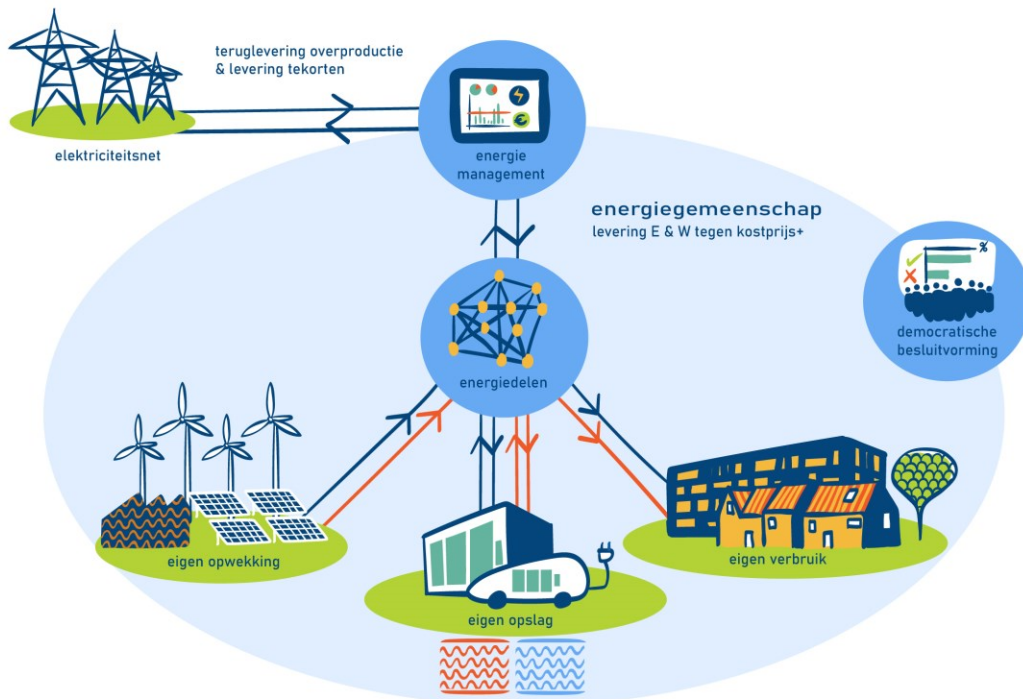 teruglevering overproductie
& levering tekorten
elektriciteitsnet
energie
management
energiegemeenschap
levering E & W tegen kostprijs+
%
democratische
besluitvorming
energiedelen
eigen opwekking
eigen verbruik
eigen opslag